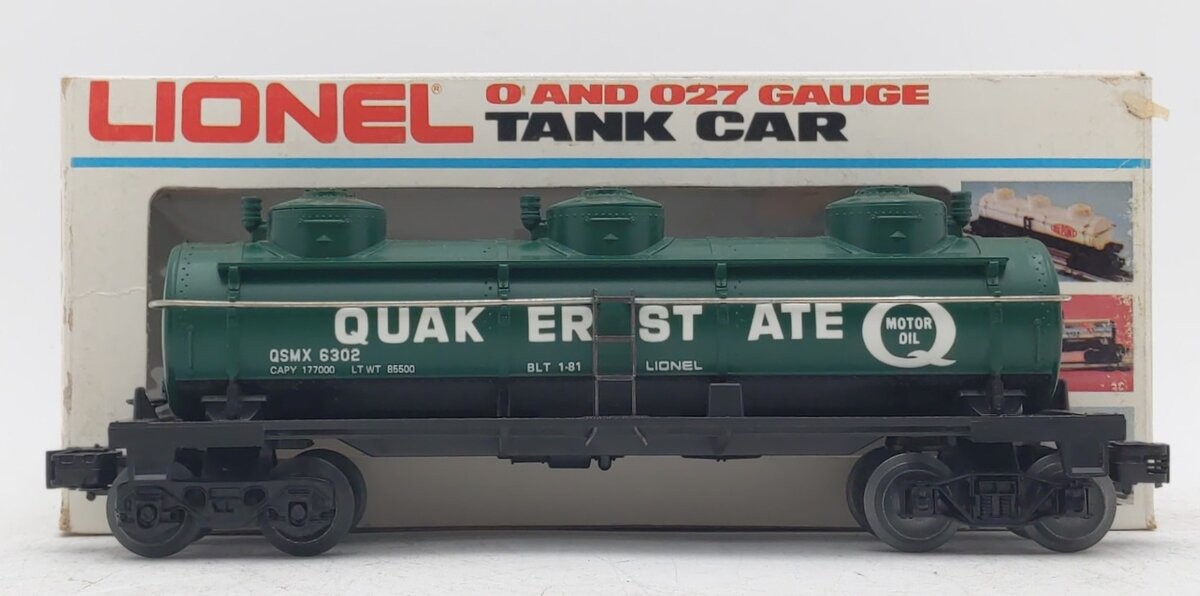 LIONEL®
O AND O27 GAUGE
TANK CAR
QUAK ER ST ATE
Q
MOTOR
OIL
QSMX 6302
CAPY 177000 LT WT 85500
BLT 1-81 LIONEL